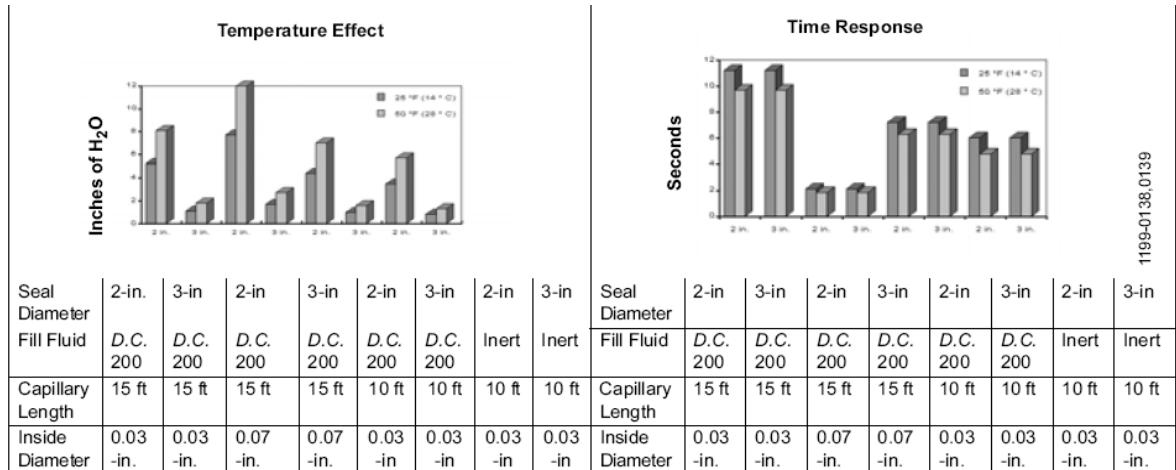 Temperature Effect
Inches of H2O
12
10
8
6
4
2
0
25 °F (14 ° C)
50 °F (28 ° C)
2 in. 3 in. 2 in. 3 in. 2 in. 3 in. 2 in. 3 in.
Seal Diameter 2-in. 3-in 2-in 3-in 2-in 3-in 2-in 3-in
Fill Fluid D.C. 200 D.C. 200 D.C. 200 D.C. 200 D.C. 200 D.C. 200 Inert Inert
Capillary Length 15 ft 15 ft 15 ft 15 ft 10 ft 10 ft 10 ft 10 ft
Inside Diameter 0.03 -in. 0.03 -in. 0.07 -in. 0.07 -in. 0.03 -in 0.03 -in. 0.03 -in 0.03 -in
Time Response
Seconds
12
10
8
6
4
2
0
25 °F (14 ° C)
50 °F (28 ° C)
2 in. 3 in. 2 in. 3 in. 2 in. 3 in. 2 in. 3 in.
1199-0138,0139
Seal Diameter 2-in 3-in 2-in 3-in 2-in 3-in 2-in 3-in
Fill Fluid D.C. 200 D.C. 200 D.C. 200 D.C. 200 D.C. 200 D.C. 200 Inert Inert
Capillary Length 15 ft 15 ft 15 ft 15 ft 10 ft 10 ft 10 ft 10 ft
Inside Diameter 0.03 -in. 0.03 -in. 0.07 -in. 0.07 -in. 0.03 -in. 0.03 -in. 0.03 -in. 0.03 -in.